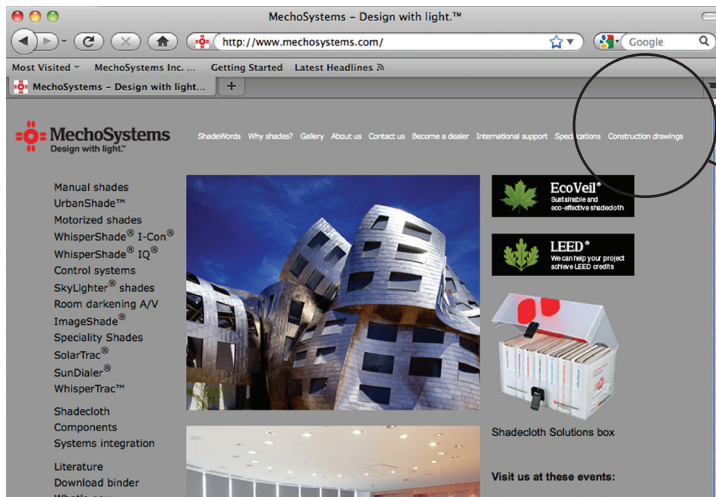 MechoSystems – Design with light.™
http://www.mechosystems.com/
Google
Most Visited MechoSystems Inc. ... Getting Started Latest Headlines
MechoSystems – Design with light...
MechoSystems
Design with light.™
ShadeWords Why shades? Gallery About us Contact us Become a dealer International support Specifications Construction drawings
Manual shades
UrbanShade™
Motorized shades
WhisperShade® I-Con®
WhisperShade® IQ®
Control systems
SkyLighter® shades
Room darkening A/V
ImageShade®
Speciality Shades
SolarTrac®
SunDialer®
WhisperTrac™
Shadecloth
Components
Systems integration
Literature
Download binder
What's new
EcoVeil®
Sustainable and
eco-effective shadecloth
LEED®
We can help your project
achieve LEED credits
Shadecloth Solutions box
Visit us at these events: